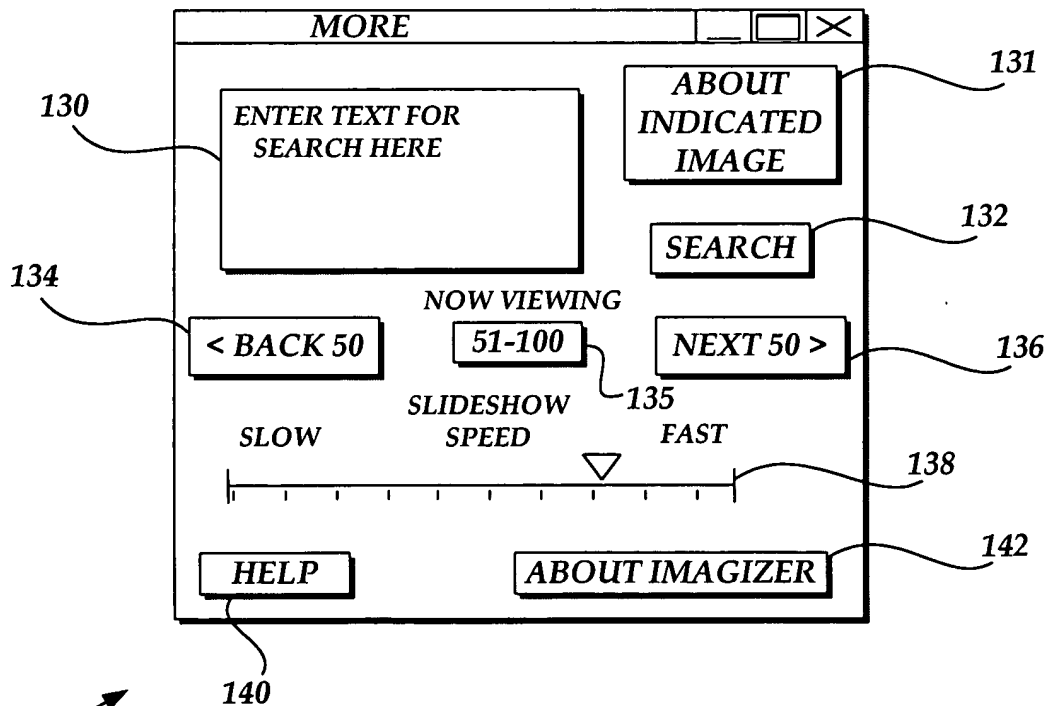 MORE
131
130
ENTER TEXT FOR
SEARCH HERE
ABOUT
INDICATED
IMAGE
132
SEARCH
134
NOW VIEWING
< BACK 50
51-100
NEXT 50 >
136
135
SLIDESHOW
SPEED
SLOW
FAST
138
142
HELP
ABOUT IMAGIZER
140